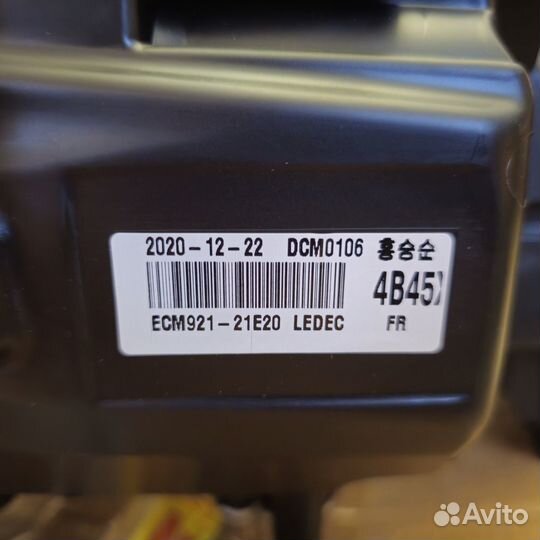 2020-12-22 DCM0106 홍승순
4B45
ECM921-21E20 LEDEC FR
Avito